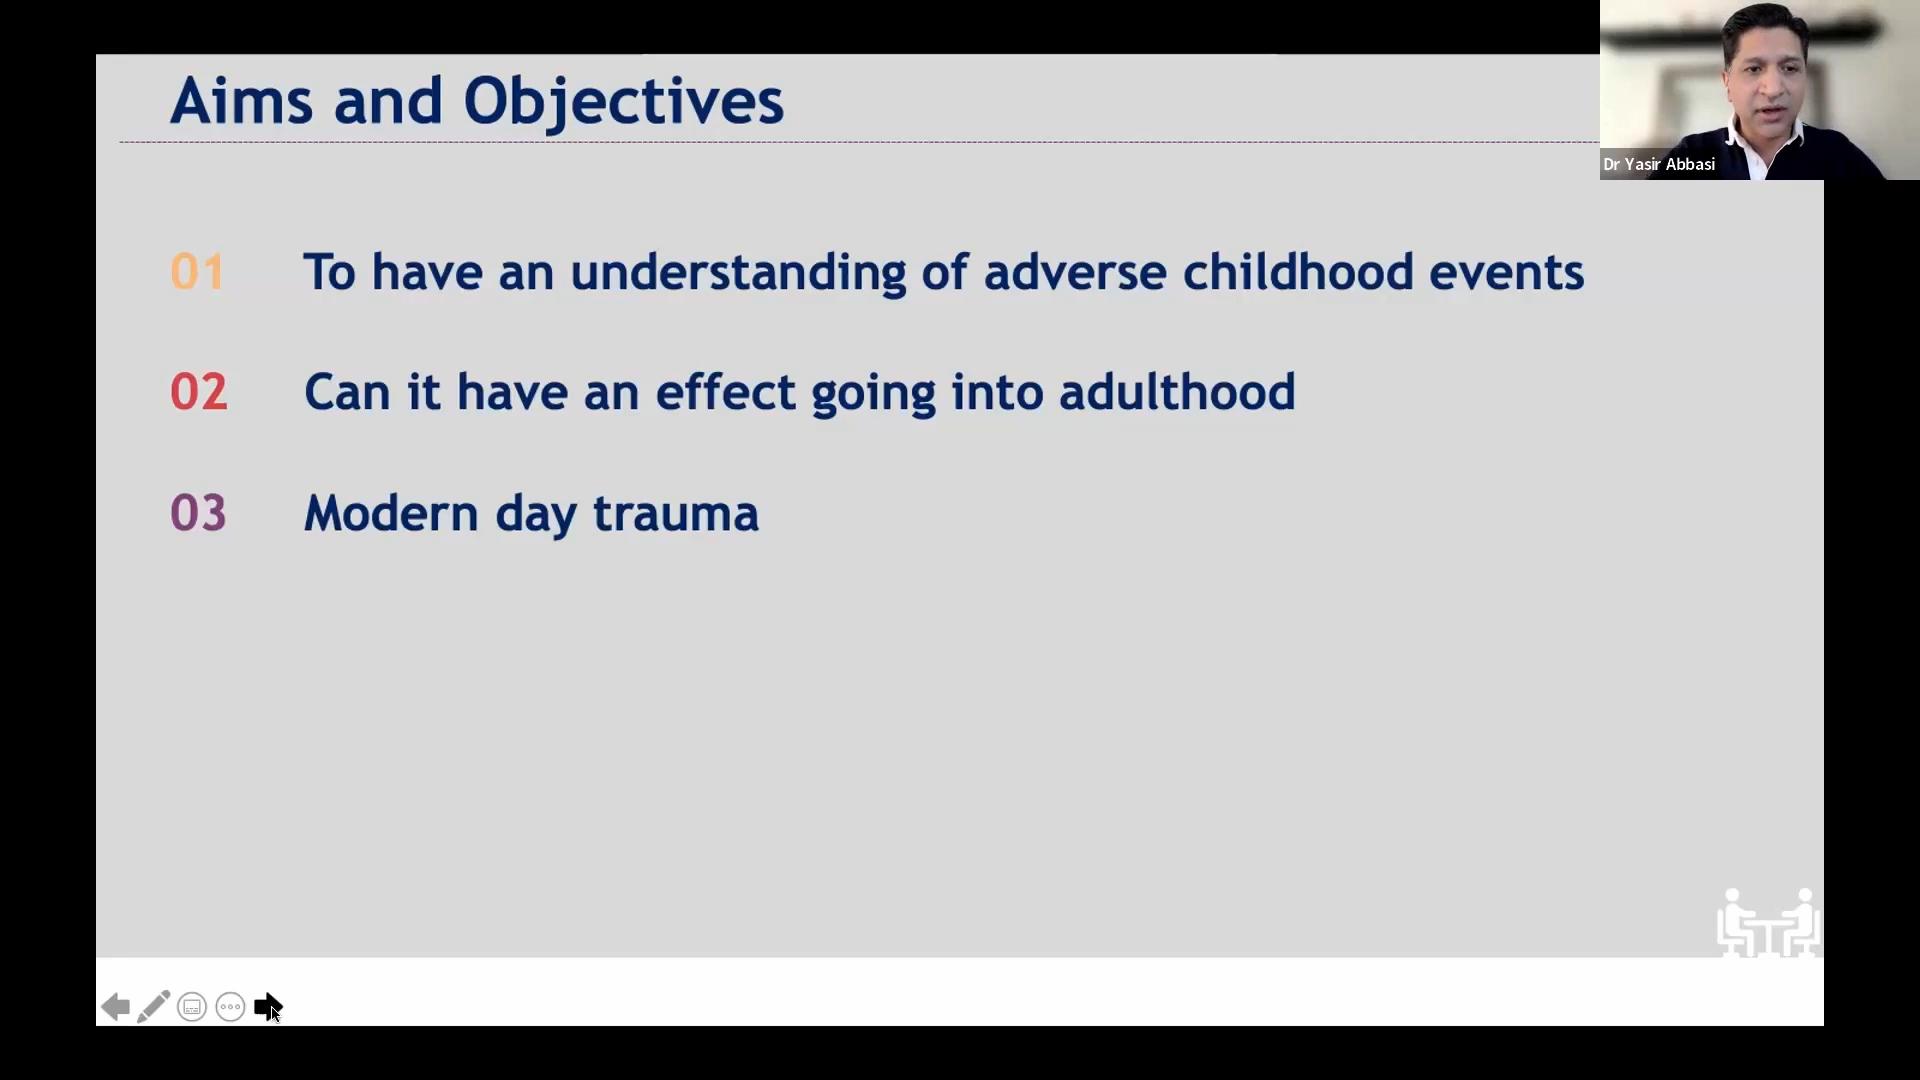 Aims and Objectives
Dr Yasir Abbasi
01 To have an understanding of adverse childhood events
02 Can it have an effect going into adulthood
03 Modern day trauma